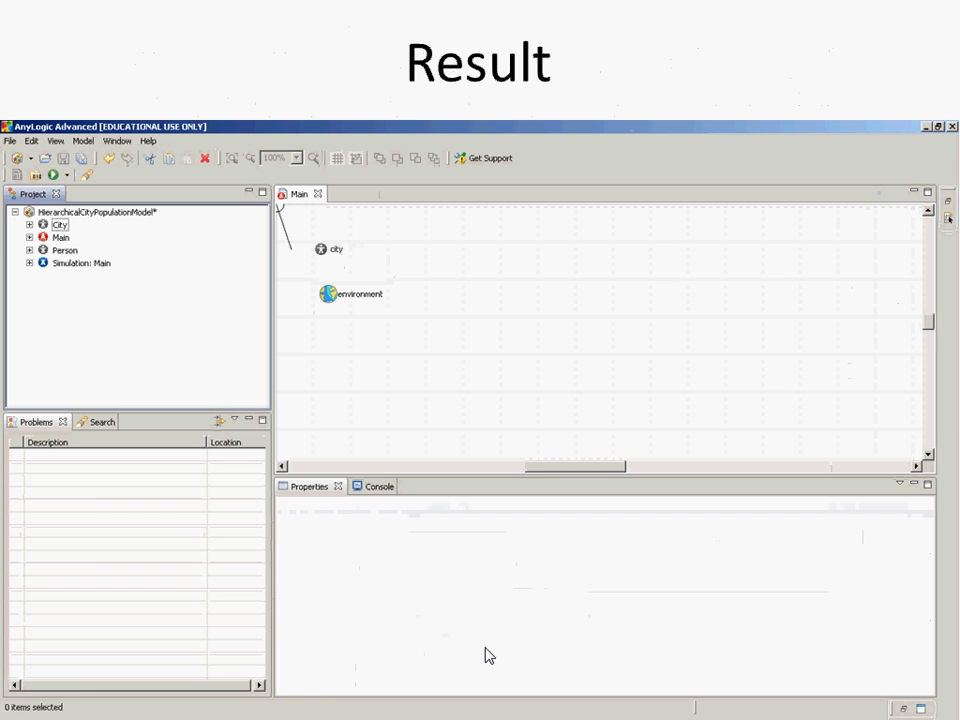 Result
AnyLogic Advanced [EDUCATIONAL USE ONLY]
File Edit View Model Window Help
100% Get Support
Project
HierarchicalCityPopulationModel*
City
Main
Person
Simulation: Main
Main
city
environment
Problems Search
Description Location
Properties Console
0 items selected